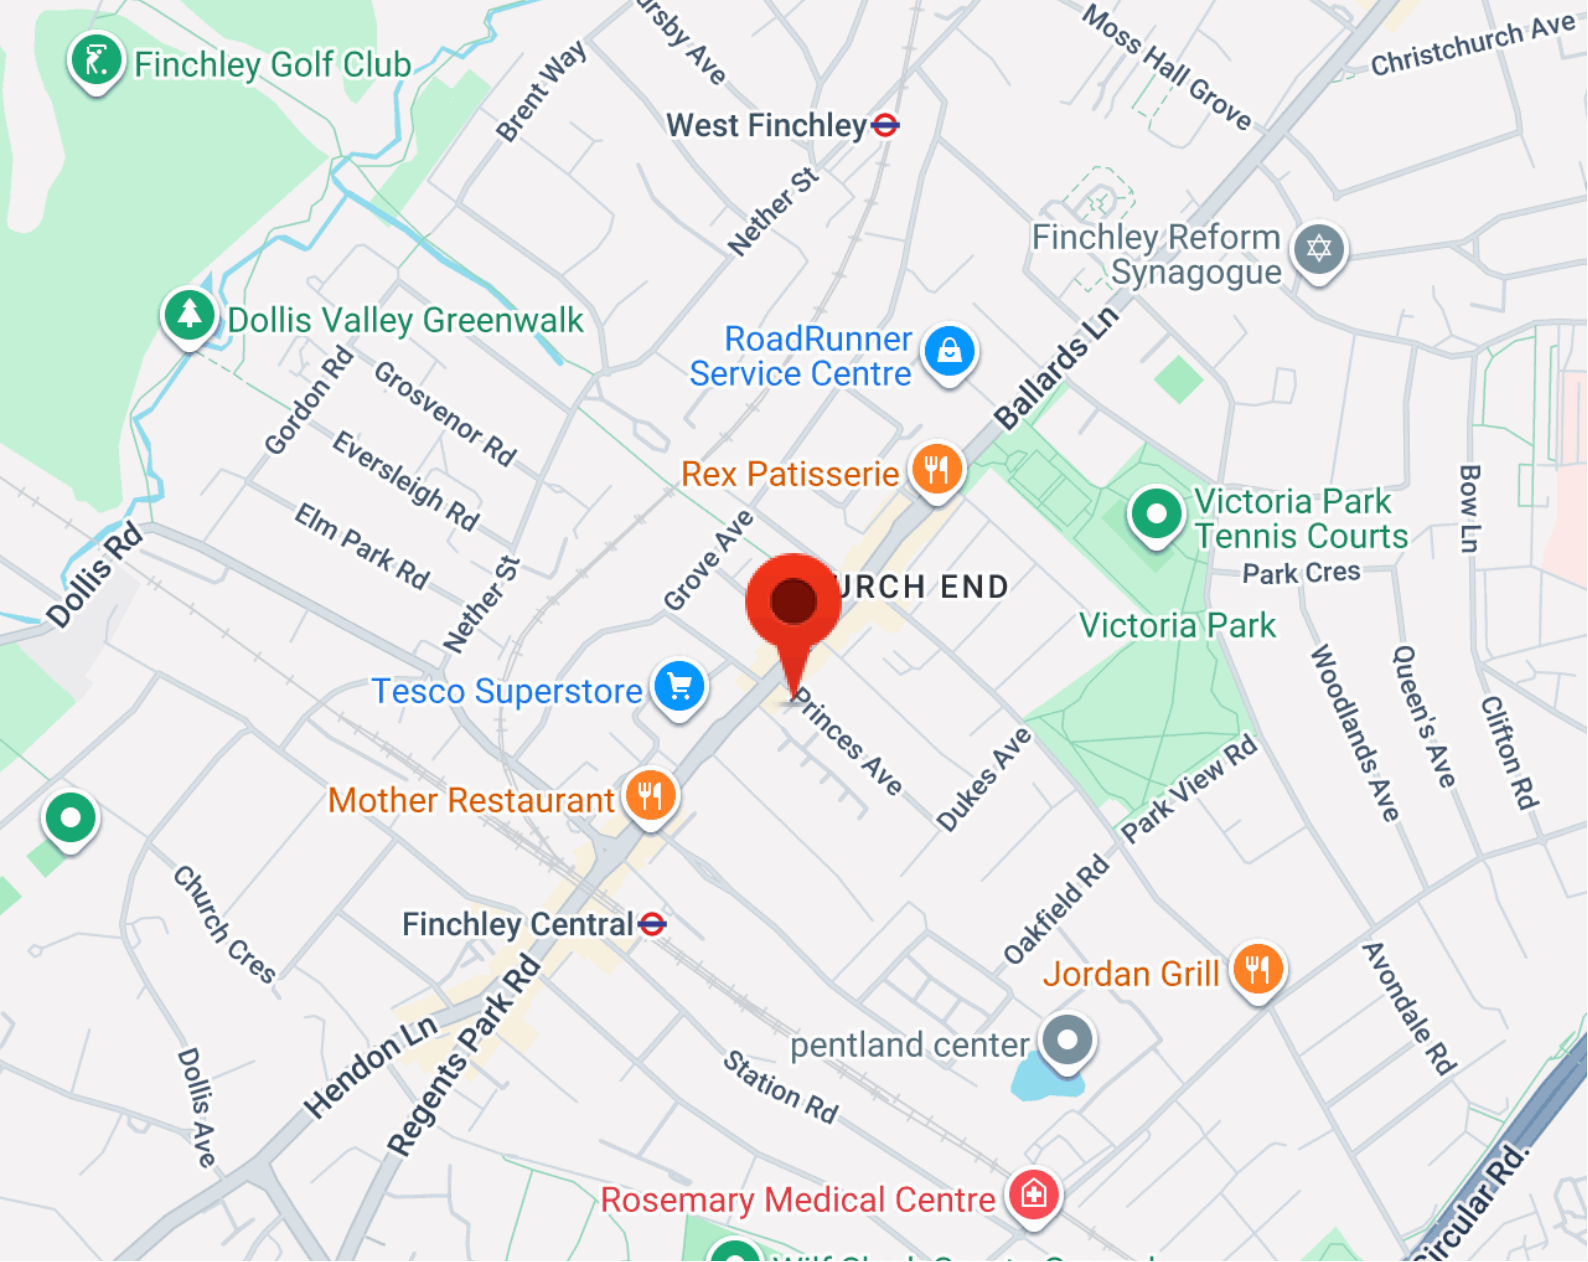 ursby Ave
Moss Hall Grove
Christchurch Ave
Finchley Golf Club
Brent Way
West Finchley
Nether St
Finchley Reform
Synagogue
Dollis Valley Greenwalk
RoadRunner
Service Centre
Ballards Ln
Gordon Rd
Grosvenor Rd
Eversleigh Rd
Rex Patisserie
Bow Ln
Victoria Park
Tennis Courts
Elm Park Rd
Dollis Rd
Grove Ave
Nether St
URCH END
Park Cres
Victoria Park
Tesco Superstore
Princes Ave
Woodlands Ave
Queen's Ave
Clifton Rd
Dukes Ave
Park View Rd
Mother Restaurant
Church Cres
Finchley Central
Oakfield Rd
Jordan Grill
Avondale Rd
Regents Park Rd
Hendon Ln
pentland center
Station Rd
Dollis Ave
Rosemary Medical Centre
Circular Rd.